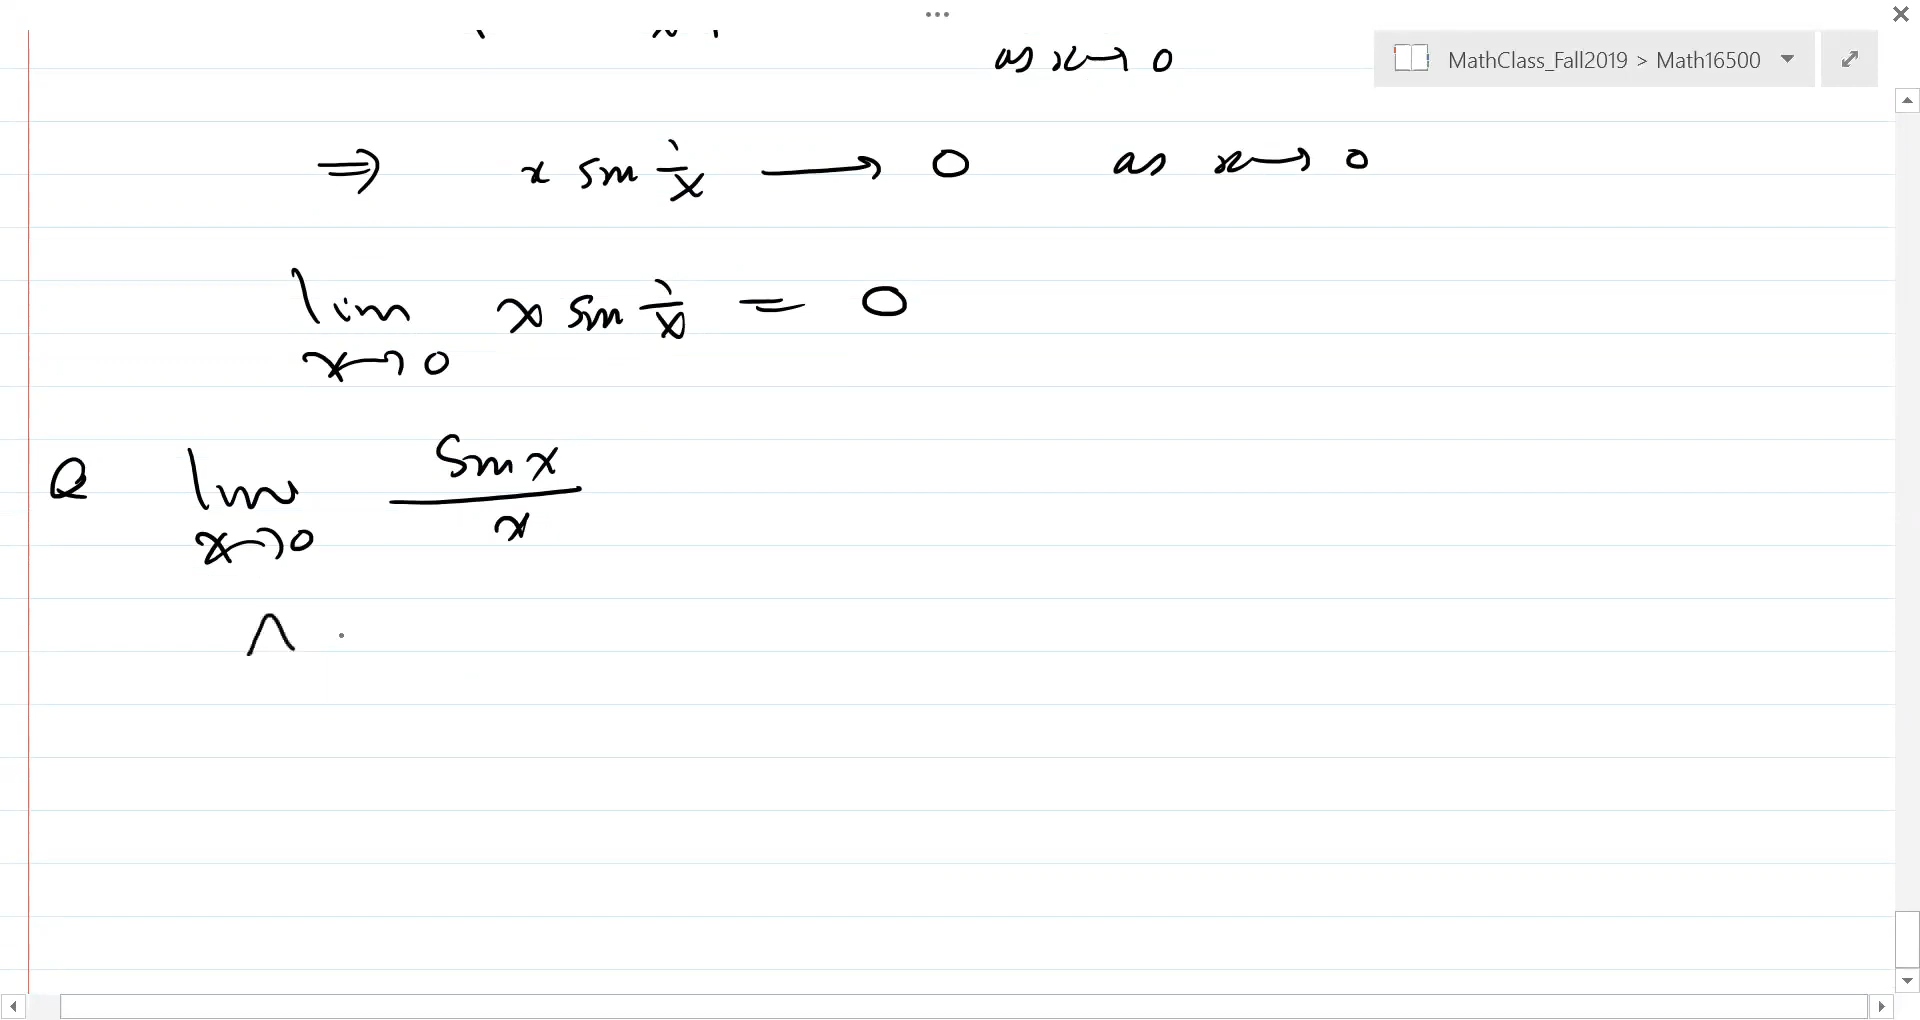 as x → 0
MathClass_Fall2019 > Math16500
⇒ x sin 1/x → 0 as x → 0
lim x→0 x sin 1/x = 0
Q lim x→0 sin x / x